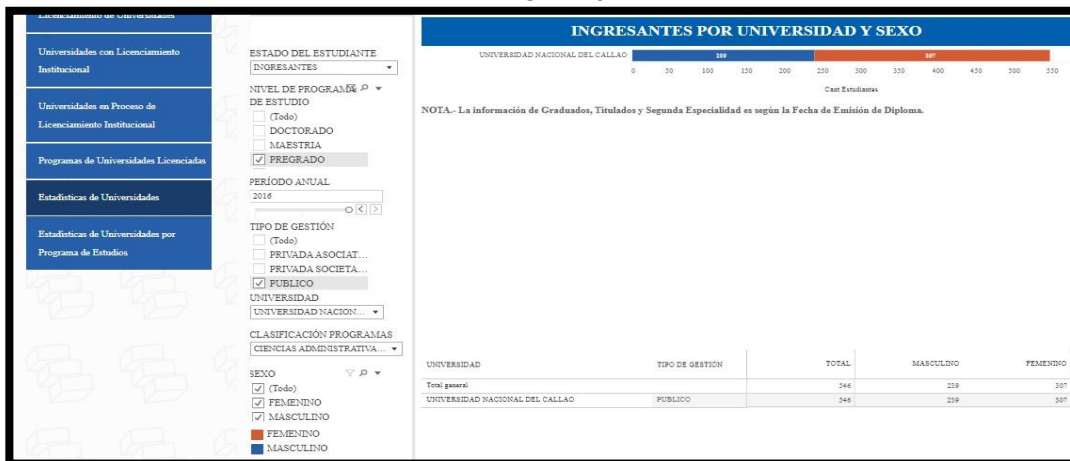 Licenciamiento de Universidades
Universidades con Licenciamiento
Institucional
Universidades en Proceso de
Licenciamiento Institucional
Programas de Universidades Licenciadas
Estadísticas de Universidades
Estadísticas de Universidades por
Programa de Estudios
ESTADO DEL ESTUDIANTE
INGRESANTES
NIVEL DE PROGRAMA
DE ESTUDIO
(Todo)
DOCTORADO
MAESTRIA
PREGRADO
PERÍODO ANUAL
2016
TIPO DE GESTIÓN
(Todo)
PRIVADA ASOCIAT...
PRIVADA SOCIETA...
PUBLICO
UNIVERSIDAD
UNIVERSIDAD NACION...
CLASIFICACIÓN PROGRAMAS
CIENCIAS ADMINISTRATIVA...
SEXO
(Todo)
FEMENINO
MASCULINO
FEMENINO
MASCULINO
INGRESANTES POR UNIVERSIDAD Y SEXO
UNIVERSIDAD NACIONAL DEL CALLAO 239 307
0 50 100 150 200 250 300 350 400 450 500 550
Cant Estudiantes
NOTA.- La información de Graduados, Titulados y Segunda Especialidad es según la Fecha de Emisión de Diploma.
UNIVERSIDAD TIPO DE GESTIÓN TOTAL MASCULINO FEMENINO
Total general 546 239 307
UNIVERSIDAD NACIONAL DEL CALLAO PUBLICO 546 239 307